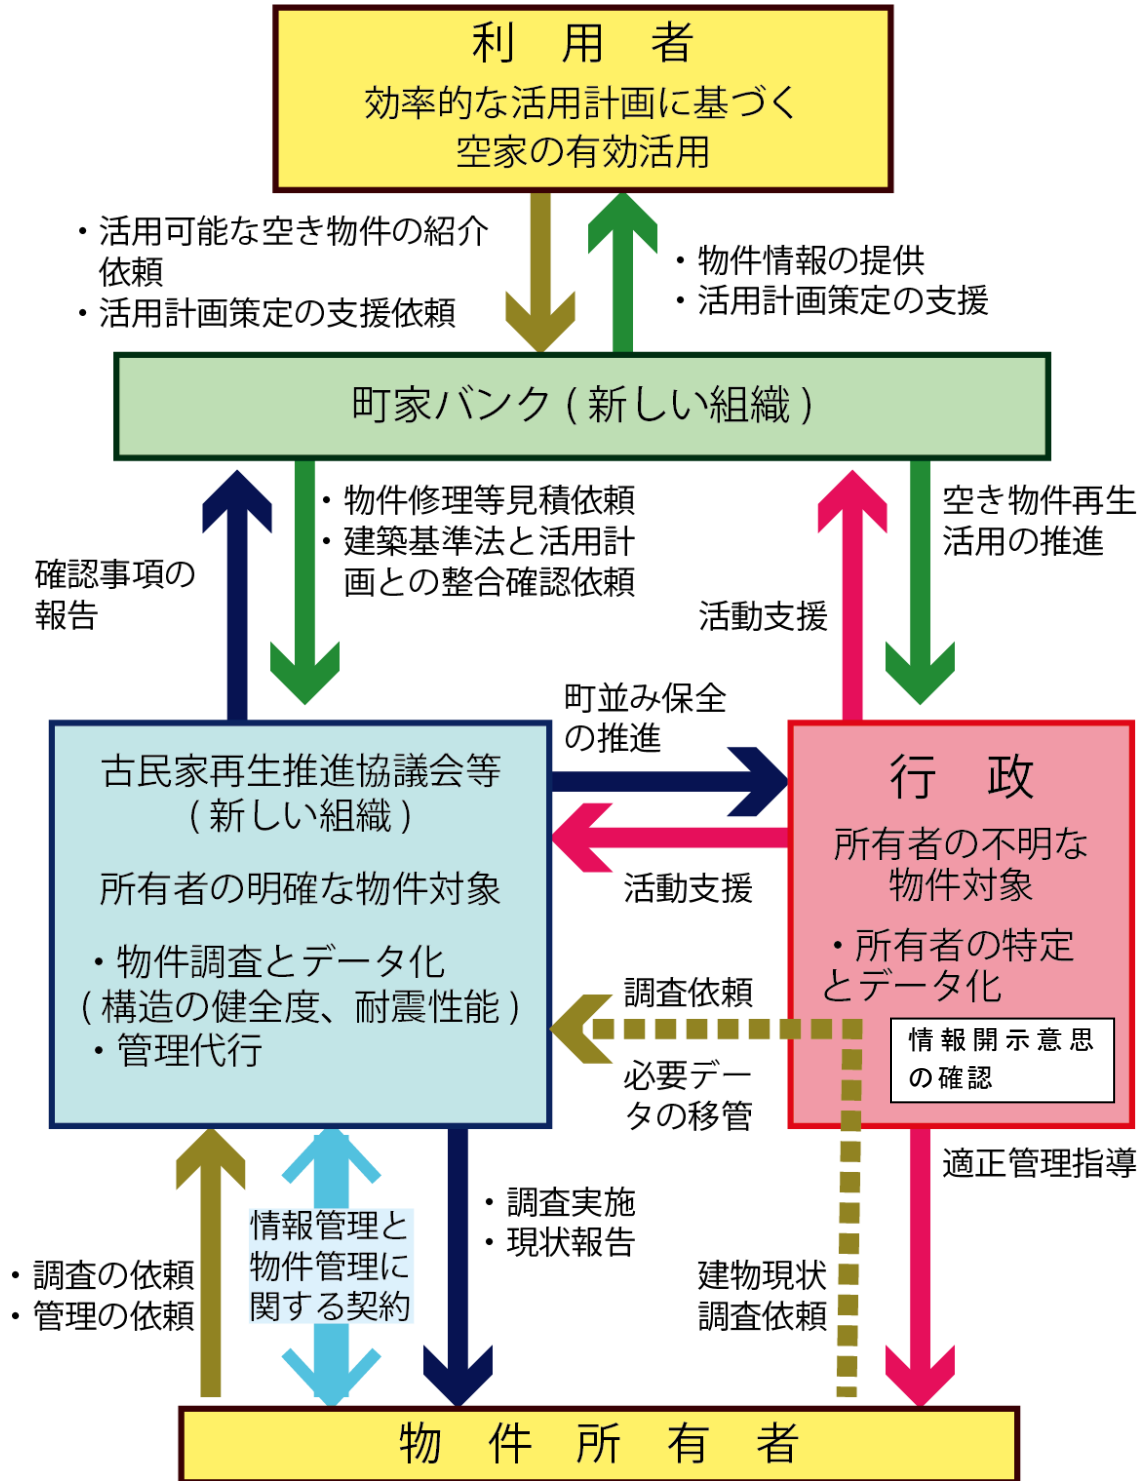 利　用　者
効率的な活用計画に基づく
空家の有効活用
・活用可能な空き物件の紹介
依頼
・活用計画策定の支援依頼
・物件情報の提供
・活用計画策定の支援
町家バンク(新しい組織)
確認事項の
報告
・物件修理等見積依頼
・建築基準法と活用計
画との整合確認依頼
活動支援
空き物件再生
活用の推進
町並み保全
の推進
活動支援
古民家再生推進協議会等
(新しい組織)
所有者の明確な物件対象
・物件調査とデータ化
(構造の健全度、耐震性能)
・管理代行
行　政
所有者の不明な
物件対象
・所有者の特定
とデータ化
情報開示意思
の確認
調査依頼
必要デー
タの移管
・調査の依頼
・管理の依頼
情報管理と
物件管理に
関する契約
・調査実施
・現状報告
建物現状
調査依頼
適正管理指導
物　件　所　有　者